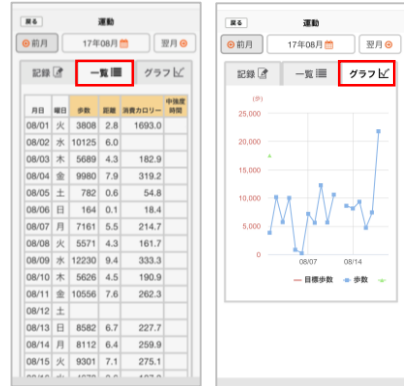 戻る 運動
前月 17年08月 翌月
記録 一覧 グラフ
月日 曜日 歩数 距離 消費カロリー 中強度時間
08/01 火 3808 2.8 1693.0
08/02 水 10125 6.0
08/03 木 5689 4.3 182.9
08/04 金 9980 7.9 319.2
08/05 土 782 0.6 54.8
08/06 日 164 0.1 18.4
08/07 月 7161 5.5 214.7
08/08 火 5571 4.3 161.7
08/09 水 12230 9.4 333.3
08/10 木 5626 4.5 190.9
08/11 金 10556 7.6 262.3
08/12 土
08/13 日 8582 6.7 227.7
08/14 月 8112 6.4 259.9
08/15 火 9301 7.1 275.1
戻る 運動
前月 17年08月 翌月
記録 一覧 グラフ
(歩)
25,000
20,000
15,000
10,000
5,000
0
08/07 08/14
目標歩数 歩数